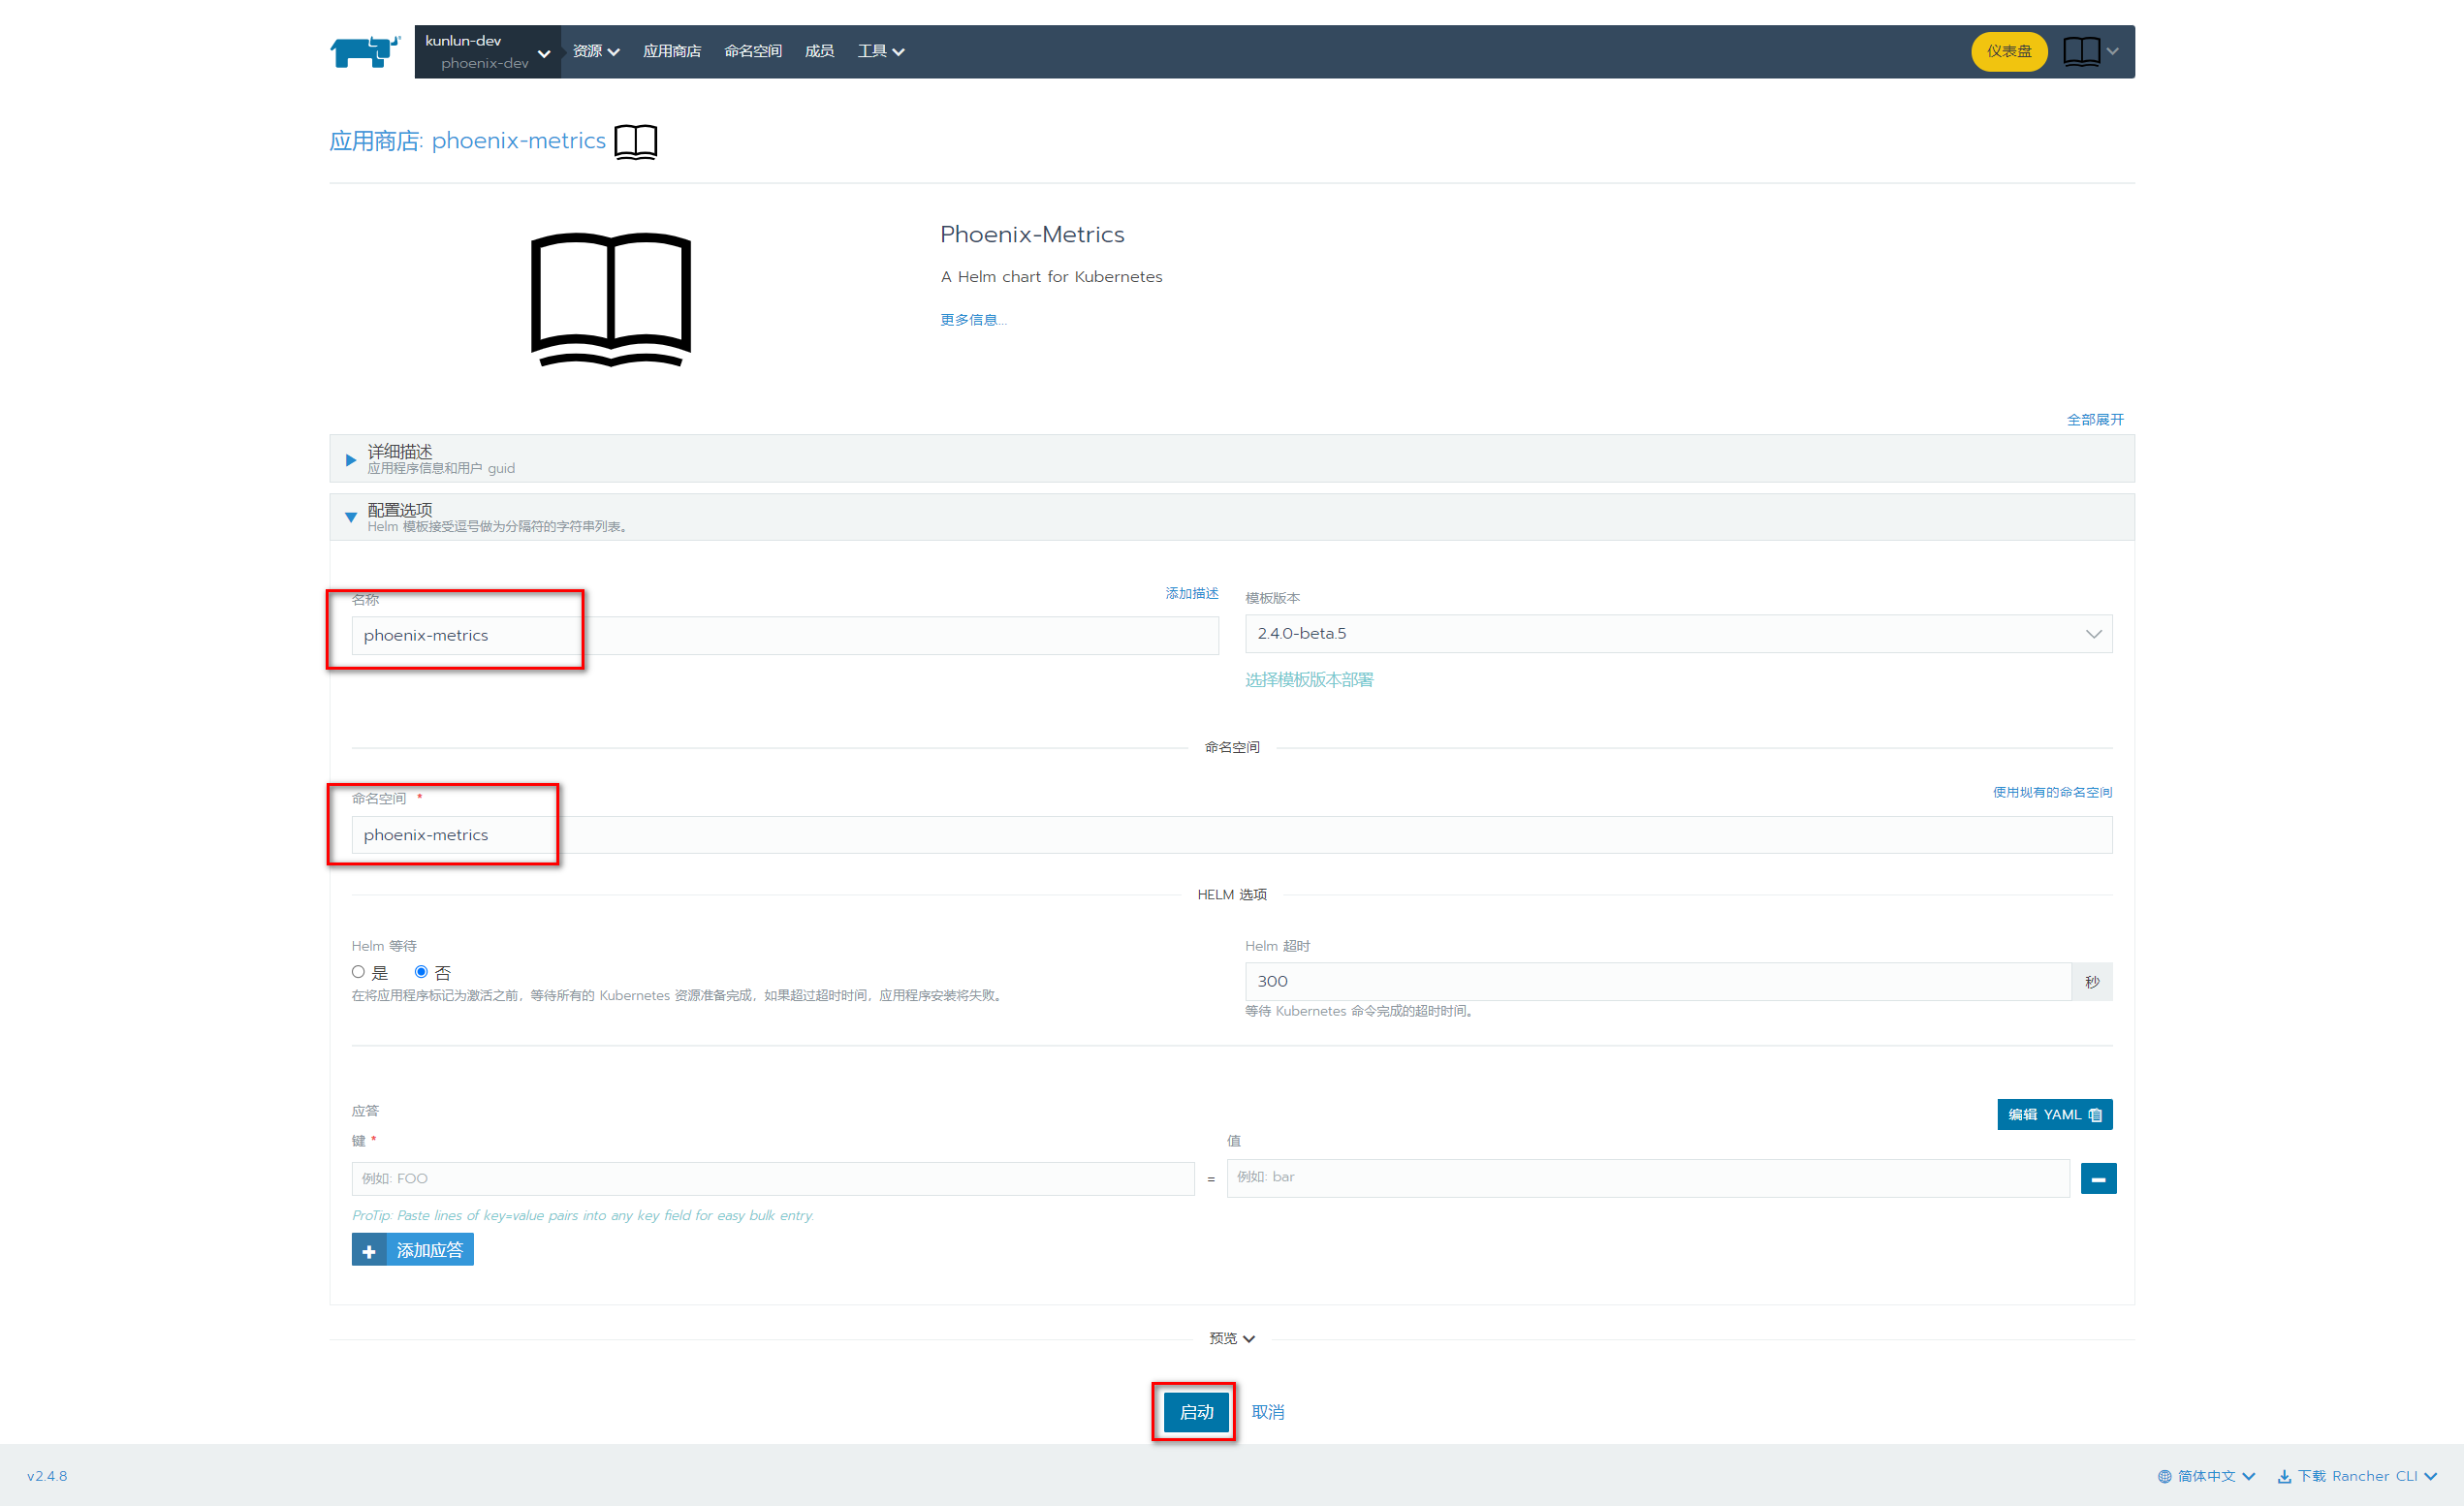 kunlun-dev
phoenix-dev
资源
应用商店
命名空间
成员
工具
仪表盘
应用商店: phoenix-metrics
Phoenix-Metrics
A Helm chart for Kubernetes
更多信息...
全部展开
详细描述
应用程序信息和用户 guid
配置选项
Helm 模板接受逗号做为分隔符的字符串列表。
名称
添加描述
phoenix-metrics
模板版本
2.4.0-beta.5
选择模板版本部署
命名空间
命名空间 *
使用现有的命名空间
phoenix-metrics
HELM 选项
Helm 等待
是 否
在将应用程序标记为激活之前，等待所有的 Kubernetes 资源准备完成，如果超过超时时间，应用程序安装将失败。
Helm 超时
300 秒
等待 Kubernetes 命令完成的超时时间。
应答
编辑 YAML
键 *
值
例如: FOO
=
例如: bar
ProTip: Paste lines of key=value pairs into any key field for easy bulk entry.
添加应答
预览
启动
取消
v2.4.8
简体中文
下载 Rancher CLI